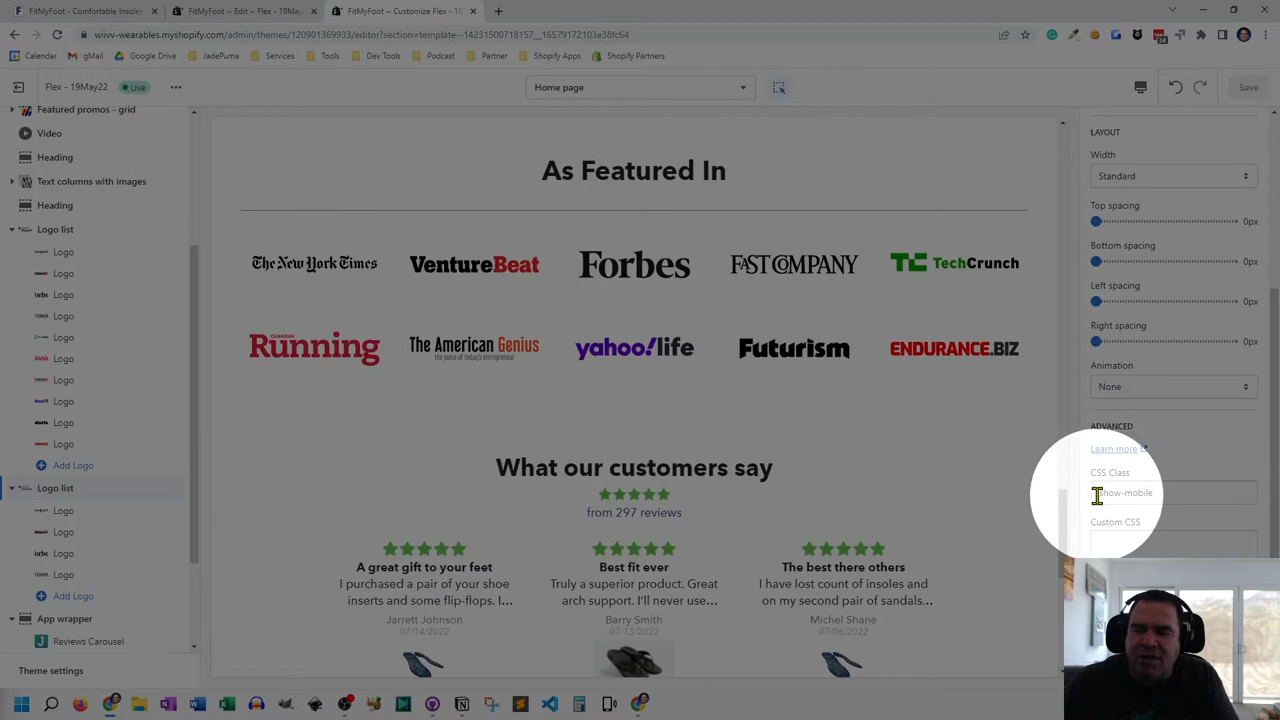 FitMyFoot - Comfortable Insoles
FitMyFoot ~ Edit ~ Flex - 19May
FitMyFoot ~ Customize Flex - 19
wiivv-wearables.myshopify.com/admin/themes/120901369933/editor?section=template--14231500718157__16579172103e38fc64
Calendar
gMail
Google Drive
JadePuma
Services
Tools
Dev Tools
Podcast
Partner
Shopify Apps
Shopify Partners
Flex - 19May22
Live
Home page
Save
Featured promos - grid
Video
Heading
Text columns with images
Heading
Logo list
Logo
Logo
Logo
Logo
Logo
Logo
Logo
Logo
Logo
Logo
Add Logo
Logo list
Logo
Logo
Logo
Logo
Add Logo
App wrapper
Reviews Carousel
Theme settings
As Featured In
The New York Times
VentureBeat
Forbes
FAST COMPANY
TC TechCrunch
CANADIAN
Running
The American Genius
the pulse of today's entrepreneur
yahoo!life
Futurism
ENDURANCE.BIZ
What our customers say
from 297 reviews
A great gift to your feet
I purchased a pair of your shoe
inserts and some flip-flops. I...
Jarrett Johnson
07/14/2022
Best fit ever
Truly a superior product. Great
arch support. I'll never use...
Barry Smith
07/13/2022
The best there others
I have lost count of insoles and
on my second pair of sandals...
Michel Shane
07/06/2022
LAYOUT
Width
Standard
Top spacing
0px
Bottom spacing
0px
Left spacing
0px
Right spacing
0px
Animation
None
ADVANCED
Learn more
CSS Class
show-mobile
Custom CSS